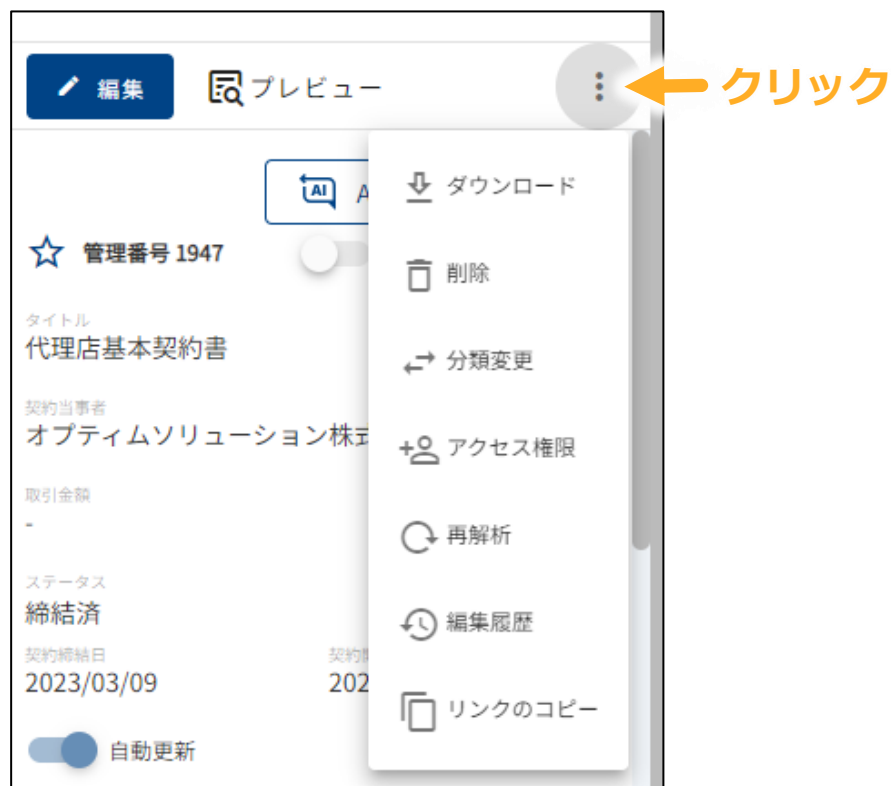 編集
プレビュー
クリック
ダウンロード
AI
A
管理番号 1947
削除
タイトル
代理店基本契約書
分類変更
契約当事者
オプティムソリューション株式
アクセス権限
取引金額
-
再解析
ステータス
締結済
編集履歴
契約締結日
契約
2023/03/09
202
リンクのコピー
自動更新